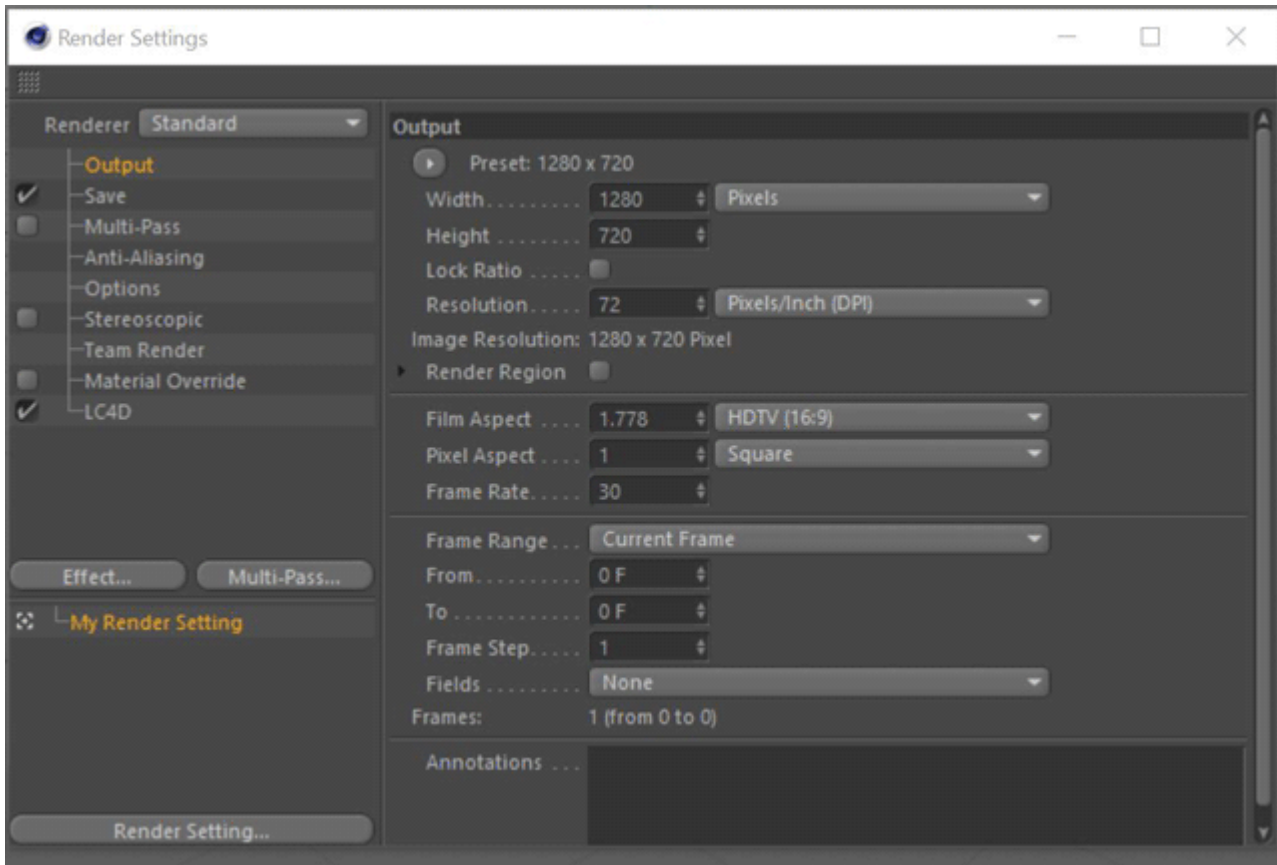 Render Settings
Renderer Standard
Output
Save
Multi-Pass
Anti-Aliasing
Options
Stereoscopic
Team Render
Material Override
LC4D
Effect... Multi-Pass...
My Render Setting
Render Setting...
Output
Preset: 1280 x 720
Width......... 1280 Pixels
Height ........ 720
Lock Ratio .....
Resolution..... 72 Pixels/Inch (DPI)
Image Resolution: 1280 x 720 Pixel
Render Region
Film Aspect .... 1.778 HDTV (16:9)
Pixel Aspect .... 1 Square
Frame Rate..... 30
Frame Range ... Current Frame
From.......... 0 F
To ............ 0 F
Frame Step..... 1
Fields ......... None
Frames: 1 (from 0 to 0)
Annotations ...